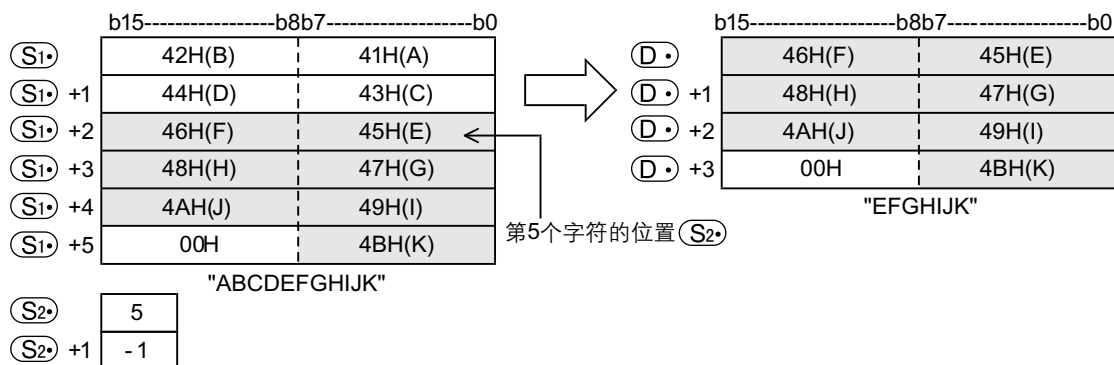 b15-----------------b8b7-------------------b0
S1• 42H(B) 41H(A)
S1• +1 44H(D) 43H(C)
S1• +2 46H(F) 45H(E)
S1• +3 48H(H) 47H(G)
S1• +4 4AH(J) 49H(I)
S1• +5 00H 4BH(K)
"ABCDEFGHIJK"
第5个字符的位置 S2•
S2• 5
S2• +1 -1
b15-------------------b8b7-------------------b0
D• 46H(F) 45H(E)
D• +1 48H(H) 47H(G)
D• +2 4AH(J) 49H(I)
D• +3 00H 4BH(K)
"EFGHIJK"